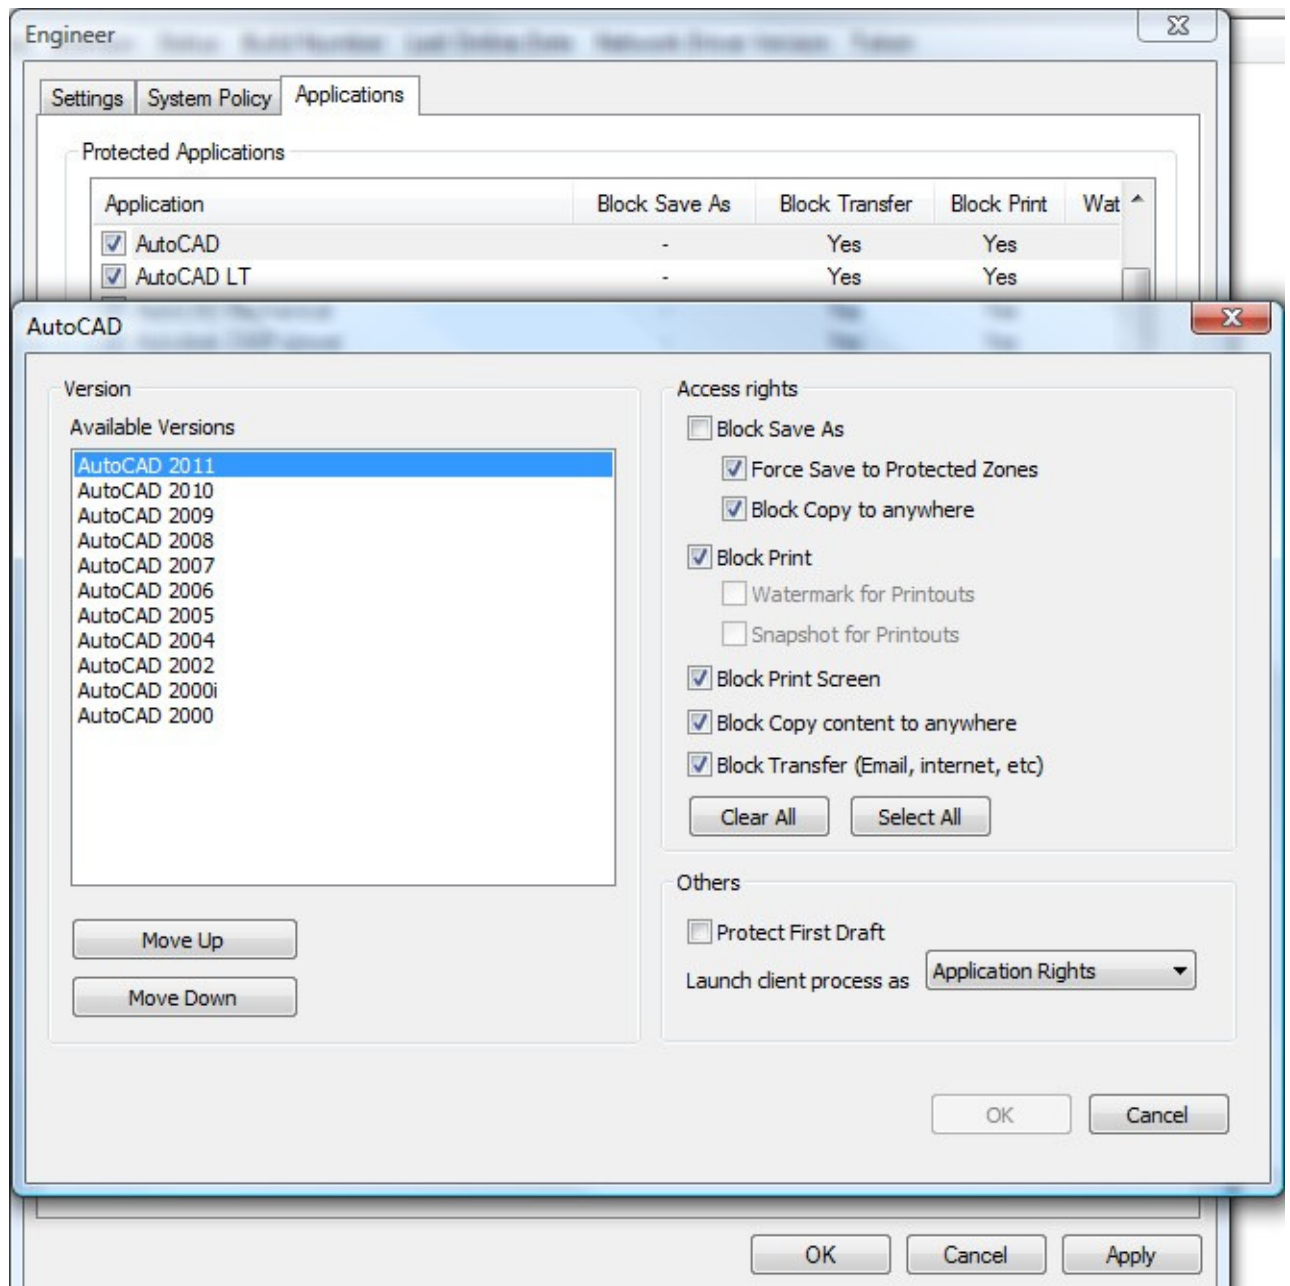 Engineer
Settings System Policy Applications
Protected Applications
Application Block Save As Block Transfer Block Print Wat
AutoCAD - Yes Yes
AutoCAD LT - Yes Yes
AutoCAD
Version
Available Versions
AutoCAD 2011
AutoCAD 2010
AutoCAD 2009
AutoCAD 2008
AutoCAD 2007
AutoCAD 2006
AutoCAD 2005
AutoCAD 2004
AutoCAD 2002
AutoCAD 2000i
AutoCAD 2000
Move Up
Move Down
Access rights
Block Save As
Force Save to Protected Zones
Block Copy to anywhere
Block Print
Watermark for Printouts
Snapshot for Printouts
Block Print Screen
Block Copy content to anywhere
Block Transfer (Email, internet, etc)
Clear All Select All
Others
Protect First Draft
Launch client process as Application Rights
OK Cancel
OK Cancel Apply